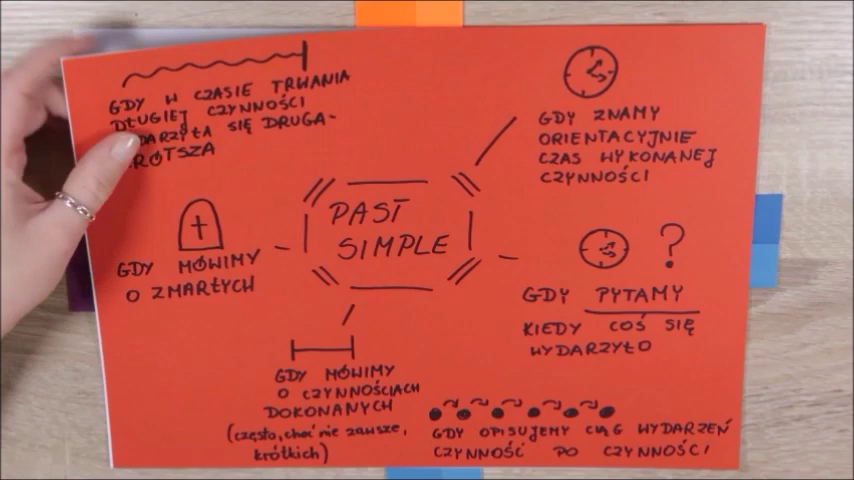 GDY W CZASIE TRWANIA
DŁUGIEJ CZYNNOŚCI
DARZYŁA SIĘ DRUGA-
RÓTSZA
GDY ZNAMY
ORIENTACYJNIE
CZAS WYKONANEJ
CZYNNOŚCI
PAST
SIMPLE
GDY MÓWIMY
O ZMARŁYCH
?
GDY PYTAMY
KIEDY COŚ SIĘ
WYDARZYŁO
GDY MÓWIMY
O CZYNNOŚCIACH
DOKONANYCH
(często, choć nie zawsze,
krótkich)
GDY OPISUJEMY CIĄG WYDARZEŃ
CZYNNOŚĆ PO CZYNNOŚCI